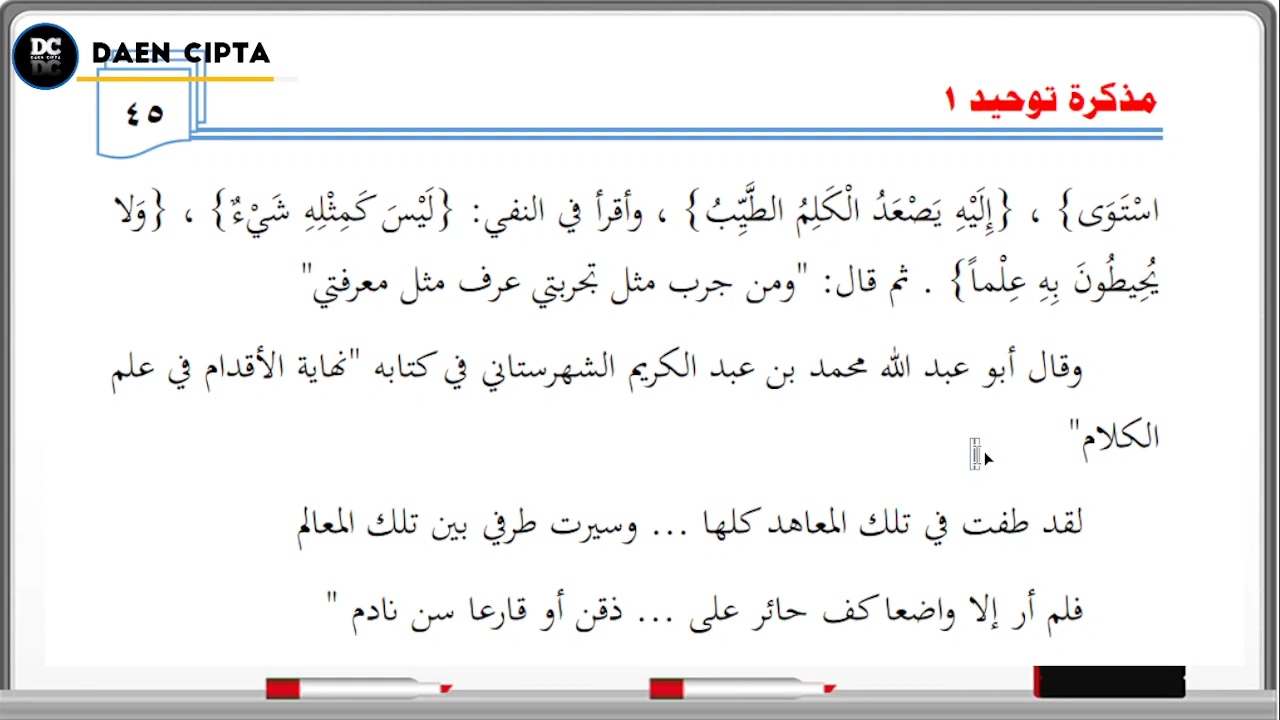 DC
DAEN CIPTA
DAEN CIPTA
مذكرة توحيد ١
٤٥
اسْتَوَى} ، {إِلَيْهِ يَصْعَدُ الْكَلِمُ الطَّيِّبُ} ، وأقرأ في النفي: {لَيْسَ كَمِثْلِهِ شَيْءٌ} ، {وَلا
يُحِيطُونَ بِهِ عِلْماً} . ثم قال: "ومن جرب مثل تجربتي عرف مثل معرفتي"
وقال أبو عبد الله محمد بن عبد الكريم الشهرستاني في كتابه "نهاية الأقدام في علم
الكلام"
لقد طفت في تلك المعاهد كلها ... وسيرت طرفي بين تلك المعالم
فلم أر إلا واضعا كف حائر على ... ذقن أو قارعا سن نادم "